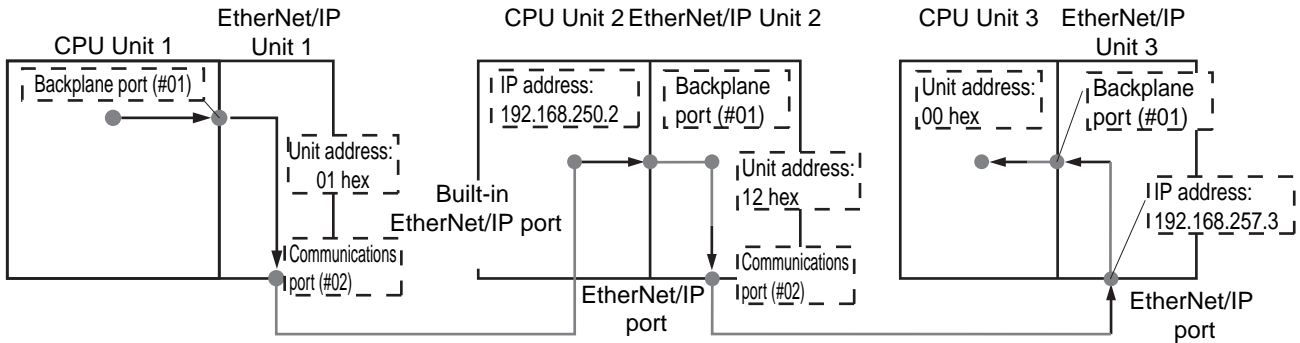 CPU Unit 1
EtherNet/IP
Unit 1
Backplane port (#01)
Unit address:
01 hex
Communications
port (#02)
CPU Unit 2
EtherNet/IP Unit 2
IP address:
192.168.250.2
Backplane
port (#01)
Unit address:
12 hex
Built-in
EtherNet/IP port
Communications
port (#02)
EtherNet/IP
port
CPU Unit 3
EtherNet/IP
Unit 3
Unit address:
00 hex
Backplane
port (#01)
IP address:
192.168.257.3
EtherNet/IP
port